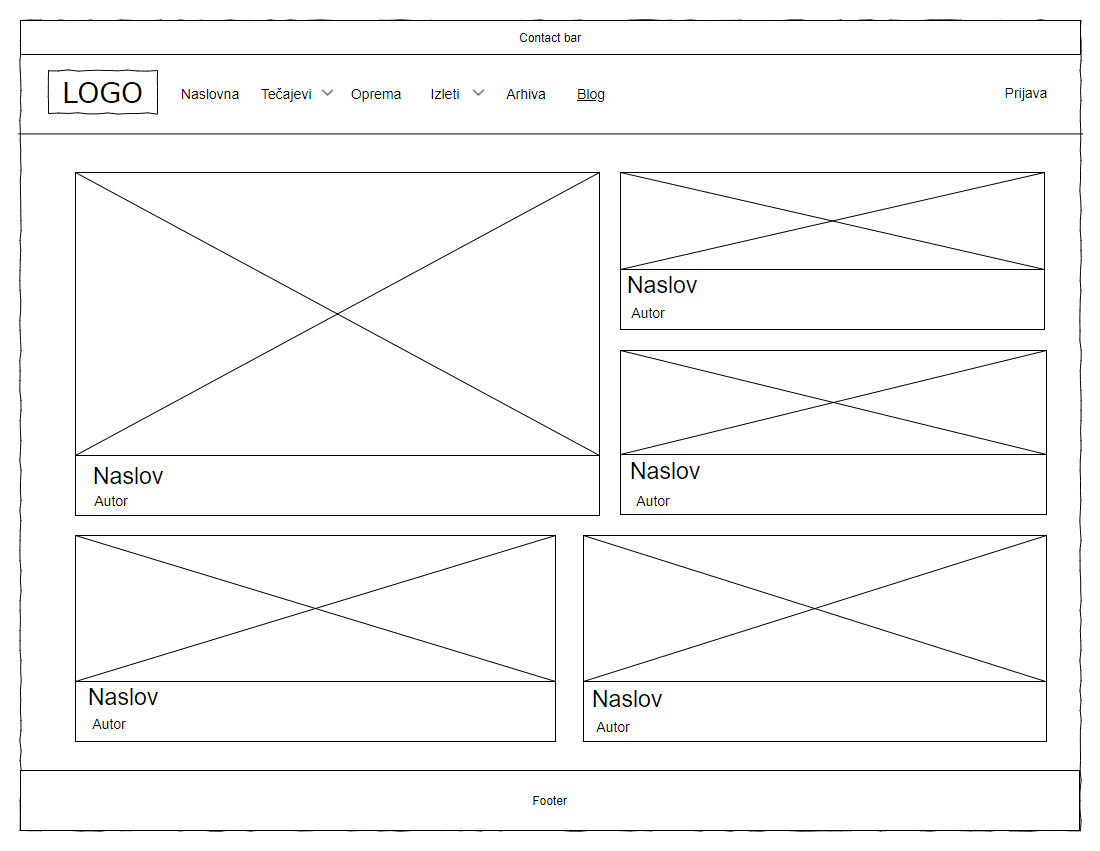 Contact bar
LOGO Naslovna Tečajevi Oprema Izleti Arhiva Blog Prijava
Naslov
Autor
Naslov
Autor
Naslov
Autor
Naslov
Autor
Naslov
Autor
Footer